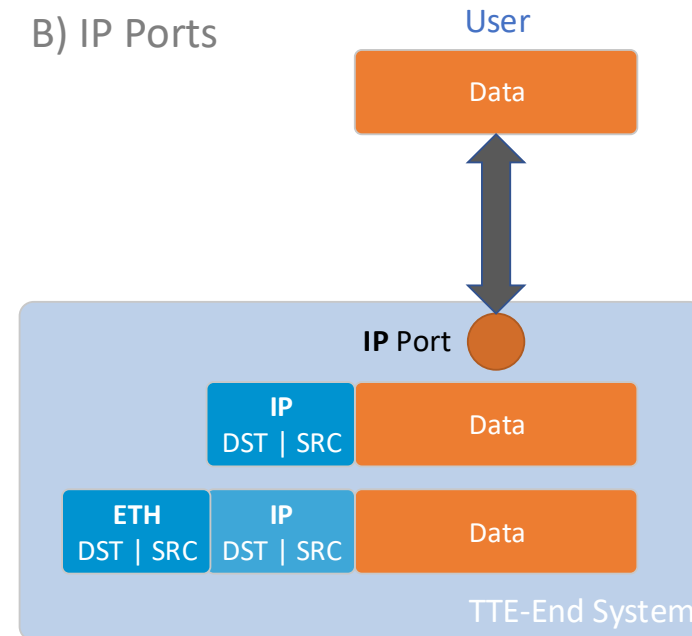 B) IP Ports
User
Data
IP Port
IP
DST | SRC
Data
ETH
DST | SRC
IP
DST | SRC
Data
TTE-End System